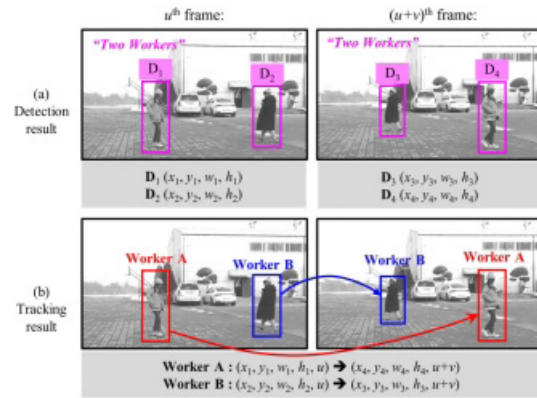 uth frame:
(u+v)th frame:
"Two Workers"
"Two Workers"
D1
D2
D3
D4
(a)
Detection
result
D1 (x1, y1, w1, h1)
D2 (x2, y2, w2, h2)
D3 (x3, y3, w3, h3)
D4 (x4, y4, w4, h4)
Worker A
Worker B
Worker B
Worker A
(b)
Tracking
result
Worker A : (x1, y1, w1, h1, u) ➔ (x4, y4, w4, h4, u+v)
Worker B : (x2, y2, w2, h2, u) ➔ (x3, y3, w3, h3, u+v)